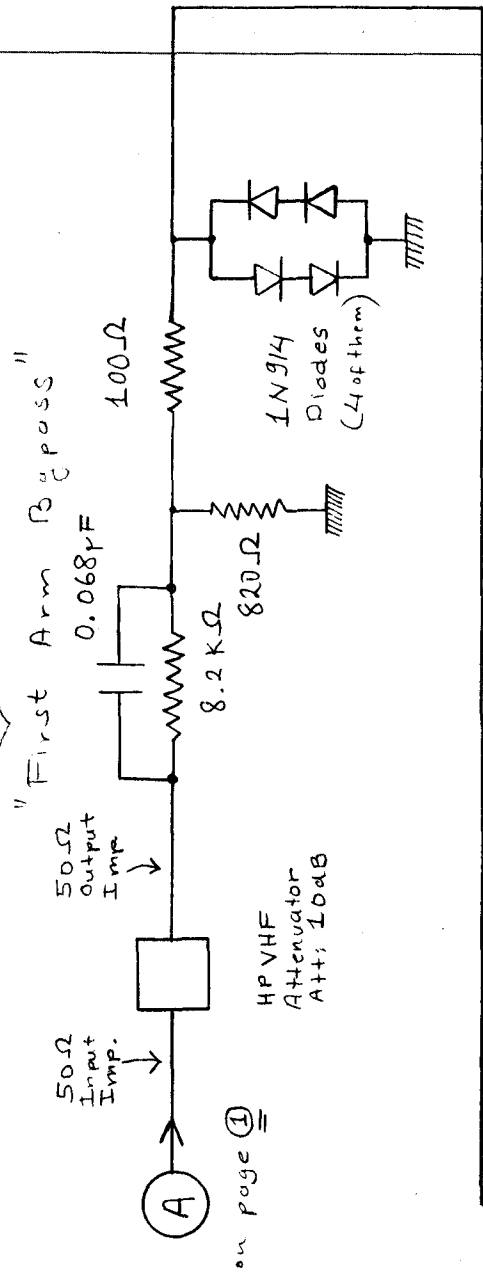 "First Arm Bypass"
50Ω
Input
Imp.
50Ω
Output
Imp
0.068μF
8.2KΩ
100Ω
820Ω
A
on page ①
HP VHF
Attenuator
Att: 10dB
1N914
Diodes
(4 of them)